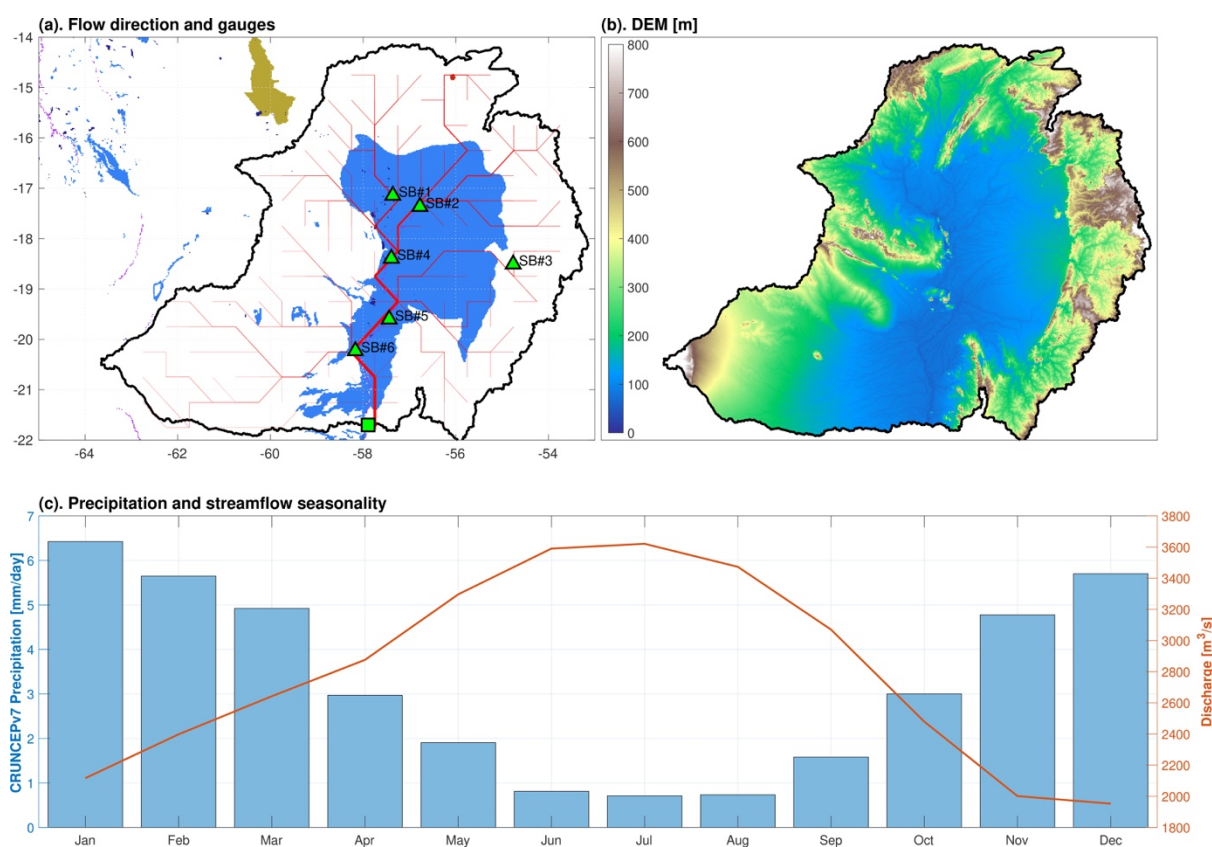 (a). Flow direction and gauges
-14
-15
-16
-17
-18
-19
-20
-21
-22
-64
-62
-60
-58
-56
-54
SB#1
SB#2
SB#3
SB#4
SB#5
SB#6
(b). DEM [m]
800
700
600
500
400
300
200
100
0
(c). Precipitation and streamflow seasonality
CRUNCEPv7 Precipitation [mm/day]
7
6
5
4
3
2
1
0
Jan
Feb
Mar
Apr
May
Jun
Jul
Aug
Sep
Oct
Nov
Dec
3800
3600
3400
3200
3000
2800
2600
2400
2200
2000
1800
Discharge [m³/s]